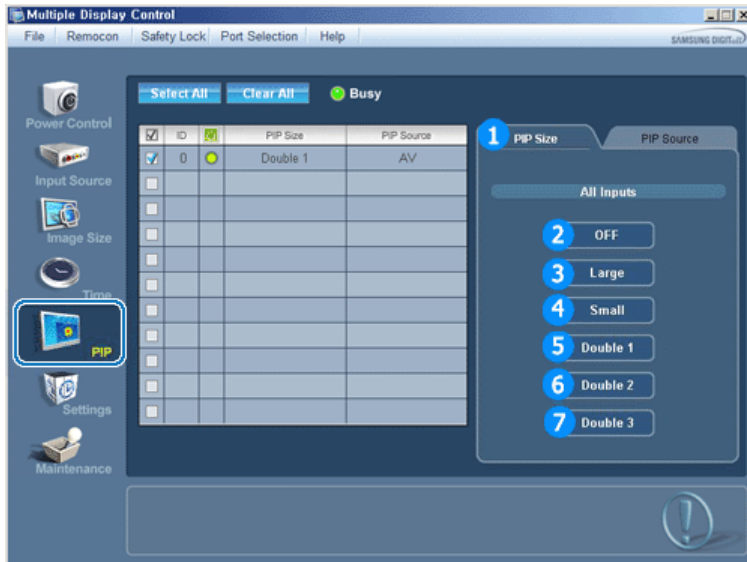 Multiple Display Control
File Remocon Safety Lock Port Selection Help
SAMSUNG DIGITall
Select All Clear All Busy
Power Control
Input Source
Image Size
Time
PIP
Settings
Maintenance
ID PIP Size PIP Source
0 Double 1 AV
1 PIP Size PIP Source
All Inputs
2 OFF
3 Large
4 Small
5 Double 1
6 Double 2
7 Double 3